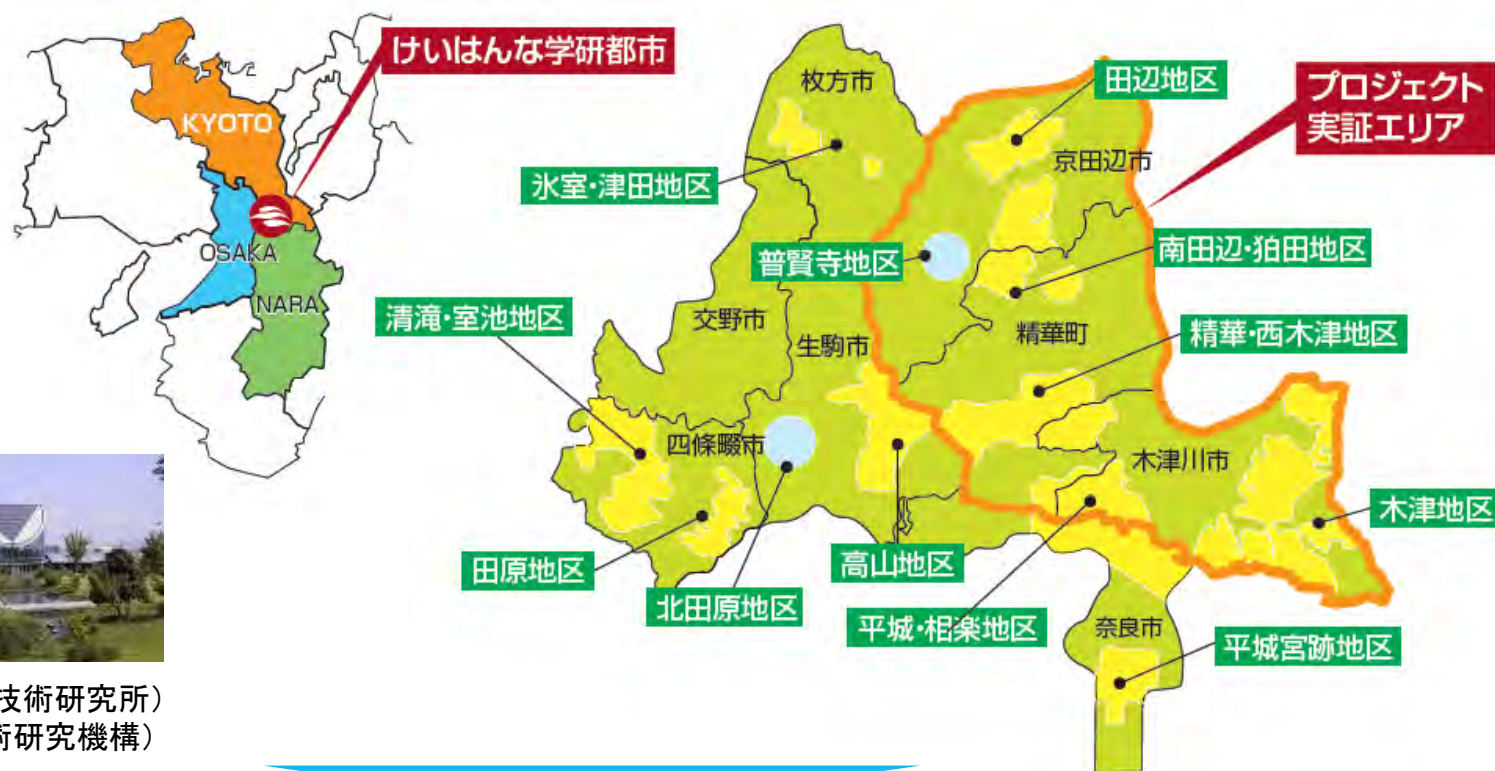 けいはんな学研都市
KYOTO
OSAKA
NARA
プロジェクト
実証エリア
枚方市
田辺地区
京田辺市
氷室・津田地区
普賢寺地区
南田辺・狛田地区
清滝・室池地区
交野市
生駒市
精華町
精華・西木津地区
四條畷市
木津川市
木津地区
田原地区
北田原地区
高山地区
平城・相楽地区
奈良市
平城宮跡地区
技術研究所）
術研究機構）